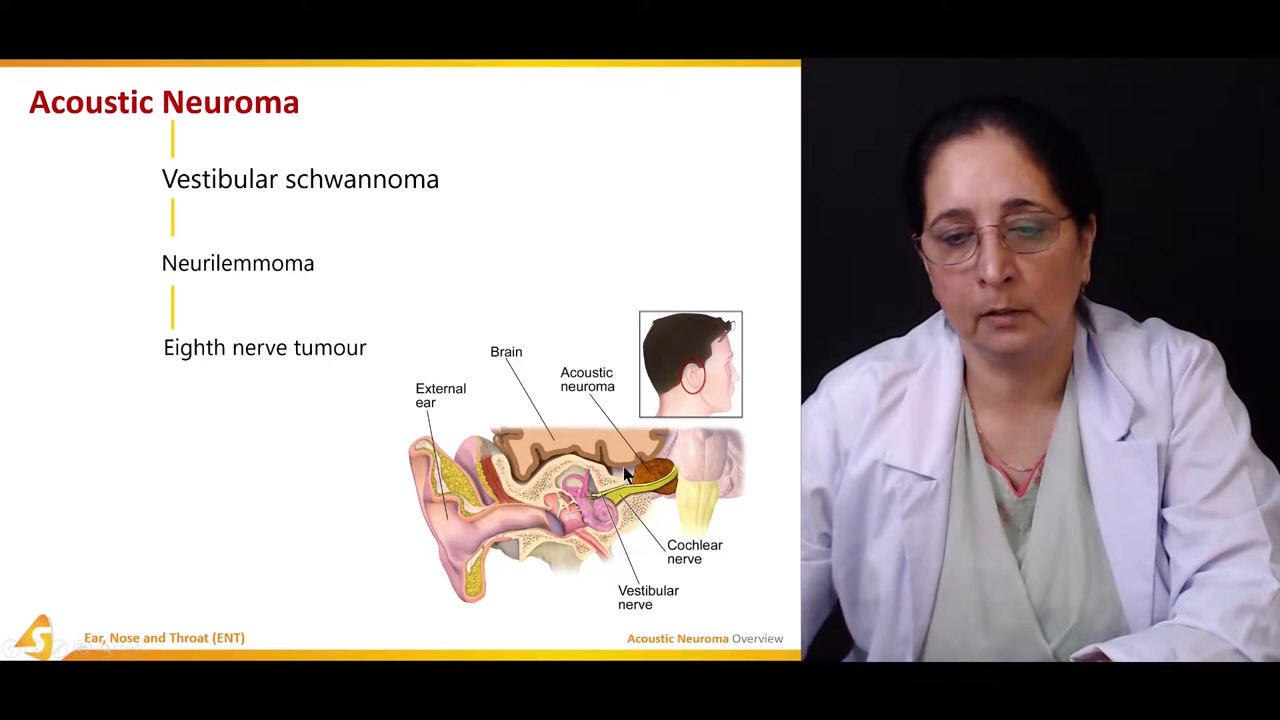 Acoustic Neuroma
Vestibular schwannoma
Neurilemmoma
Eighth nerve tumour
Brain
Acoustic
neuroma
External
ear
Cochlear
nerve
Vestibular
nerve
Ear, Nose and Throat (ENT)
Acoustic Neuroma Overview